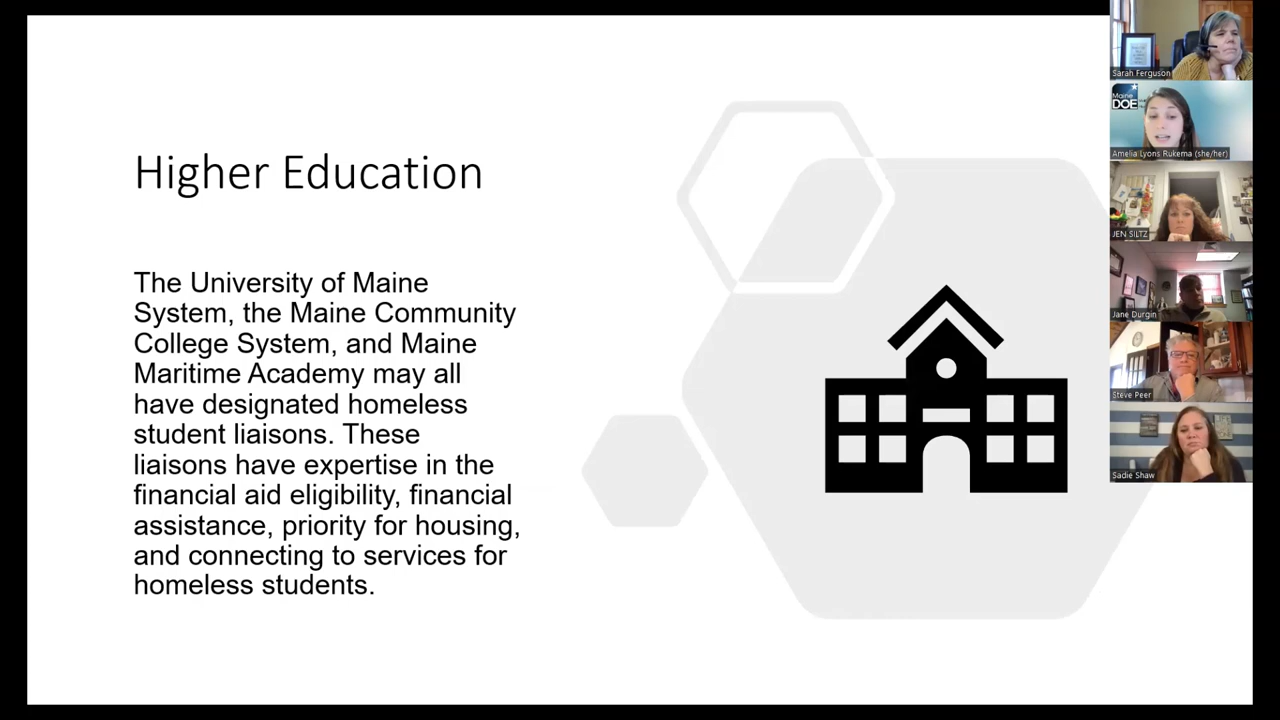 Higher Education
The University of Maine
System, the Maine Community
College System, and Maine
Maritime Academy may all
have designated homeless
student liaisons. These
liaisons have expertise in the
financial aid eligibility, financial
assistance, priority for housing,
and connecting to services for
homeless students.
Sarah Ferguson
Maine
DOE
Amelia Lyons Rukema (she/her)
JEN SILTZ
Jane Durgin
Steve Peer
Sadie Shaw